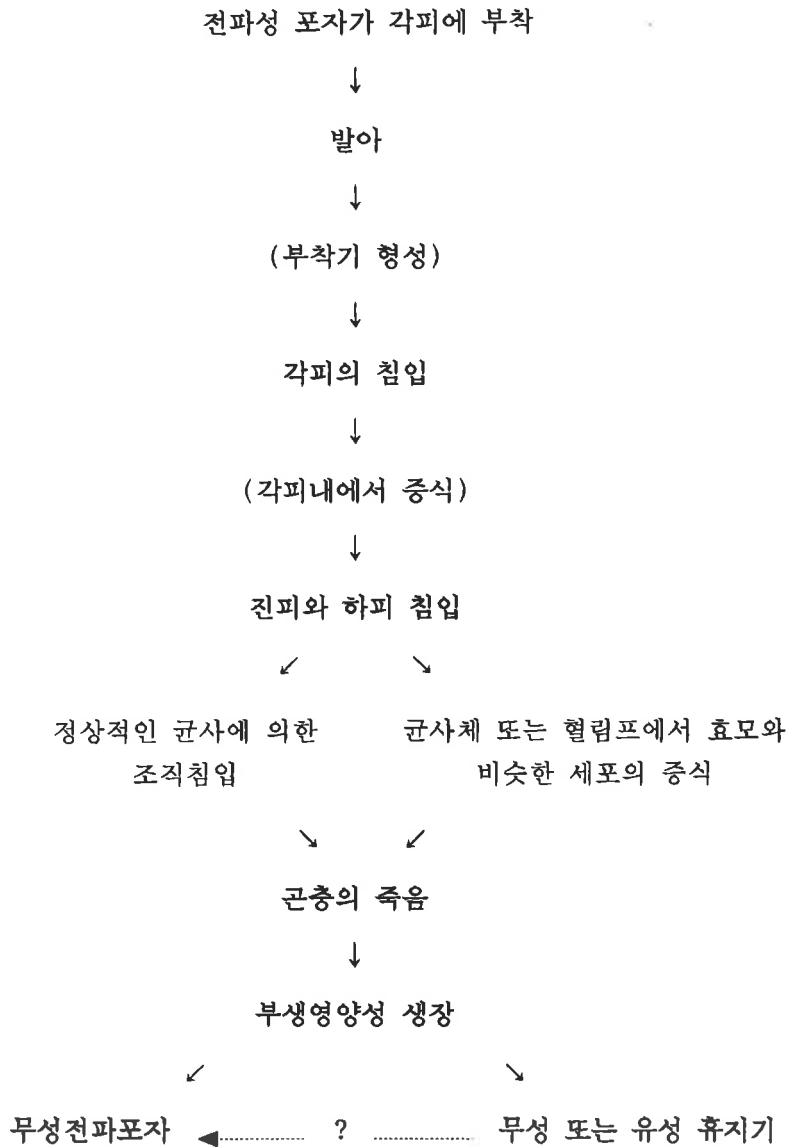 전파성 포자가 각피에 부착
↓
발아
↓
(부착기 형성)
↓
각피의 침입
↓
(각피내에서 증식)
↓
진피와 하피 침입
↙ ↘
정상적인 균사에 의한 균사체 또는 혈림프에서 효모와
조직침입 비슷한 세포의 증식
↘ ↙
곤충의 죽음
↓
부생영양성 생장
↙ ↘
무성전파포자 ◀ ? 무성 또는 유성 휴지기